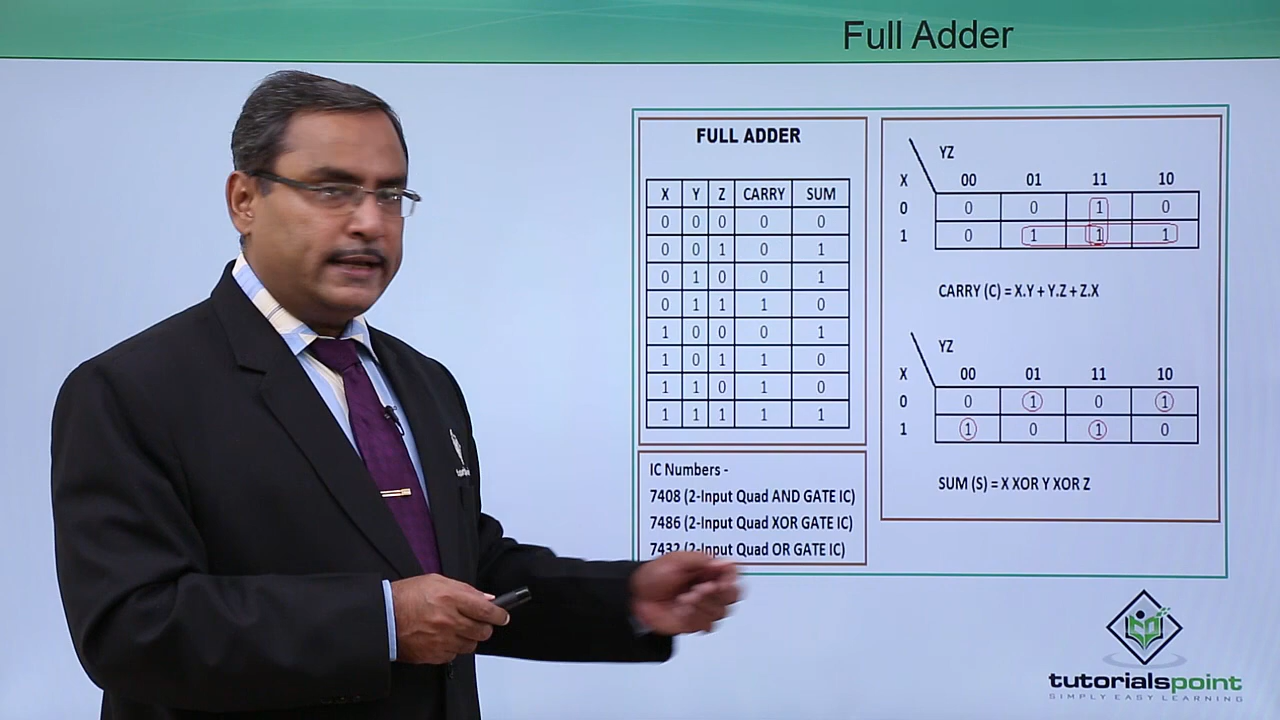 Full Adder
FULL ADDER
X Y Z CARRY SUM
0 0 0 0 0
0 0 1 0 1
0 1 0 0 1
0 1 1 1 0
1 0 0 0 1
1 0 1 1 0
1 1 0 1 0
1 1 1 1 1
IC Numbers -
7408 (2-Input Quad AND GATE IC)
7486 (2-Input Quad XOR GATE IC)
7432 (2-Input Quad OR GATE IC)
YZ
X 00 01 11 10
0 0 0 1 0
1 0 1 1 1
CARRY (C) = X.Y + Y.Z + Z.X
YZ
X 00 01 11 10
0 0 1 0 1
1 1 0 1 0
SUM (S) = X XOR Y XOR Z
tutorialspoint
SIMPLY EASY LEARNING